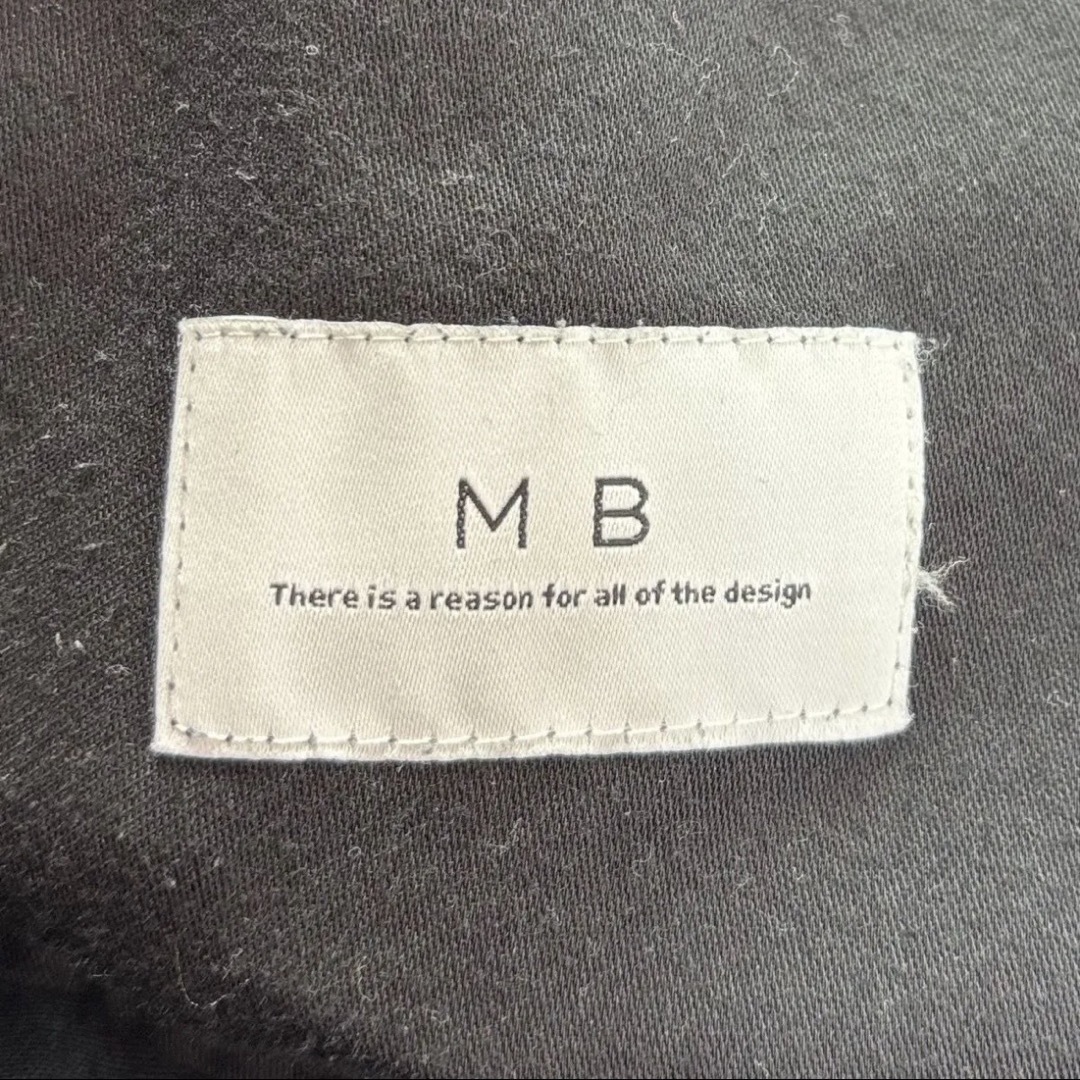 M B
There is a reason for all of the design